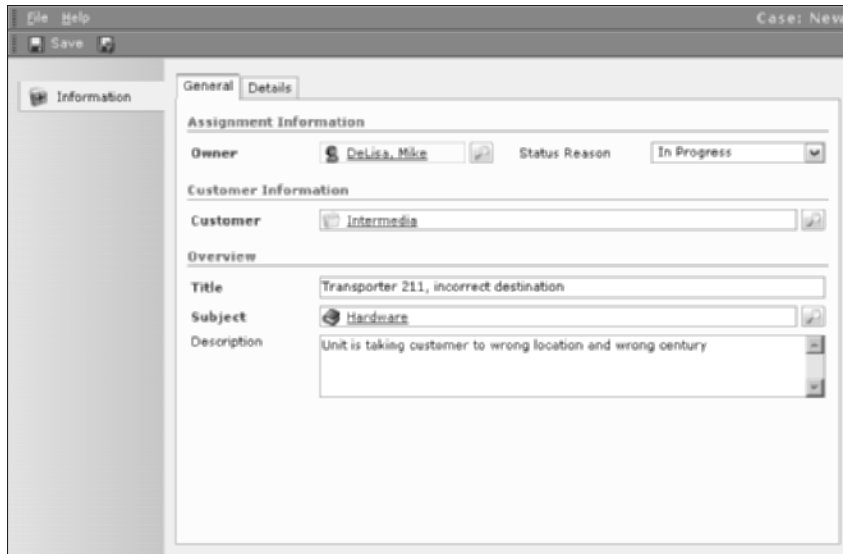 File Help Case: New
Save
Information
General Details
Assignment Information
Owner DeLisa, Mike Status Reason In Progress
Customer Information
Customer Intermedia
Overview
Title Transporter 211, incorrect destination
Subject Hardware
Description Unit is taking customer to wrong location and wrong century